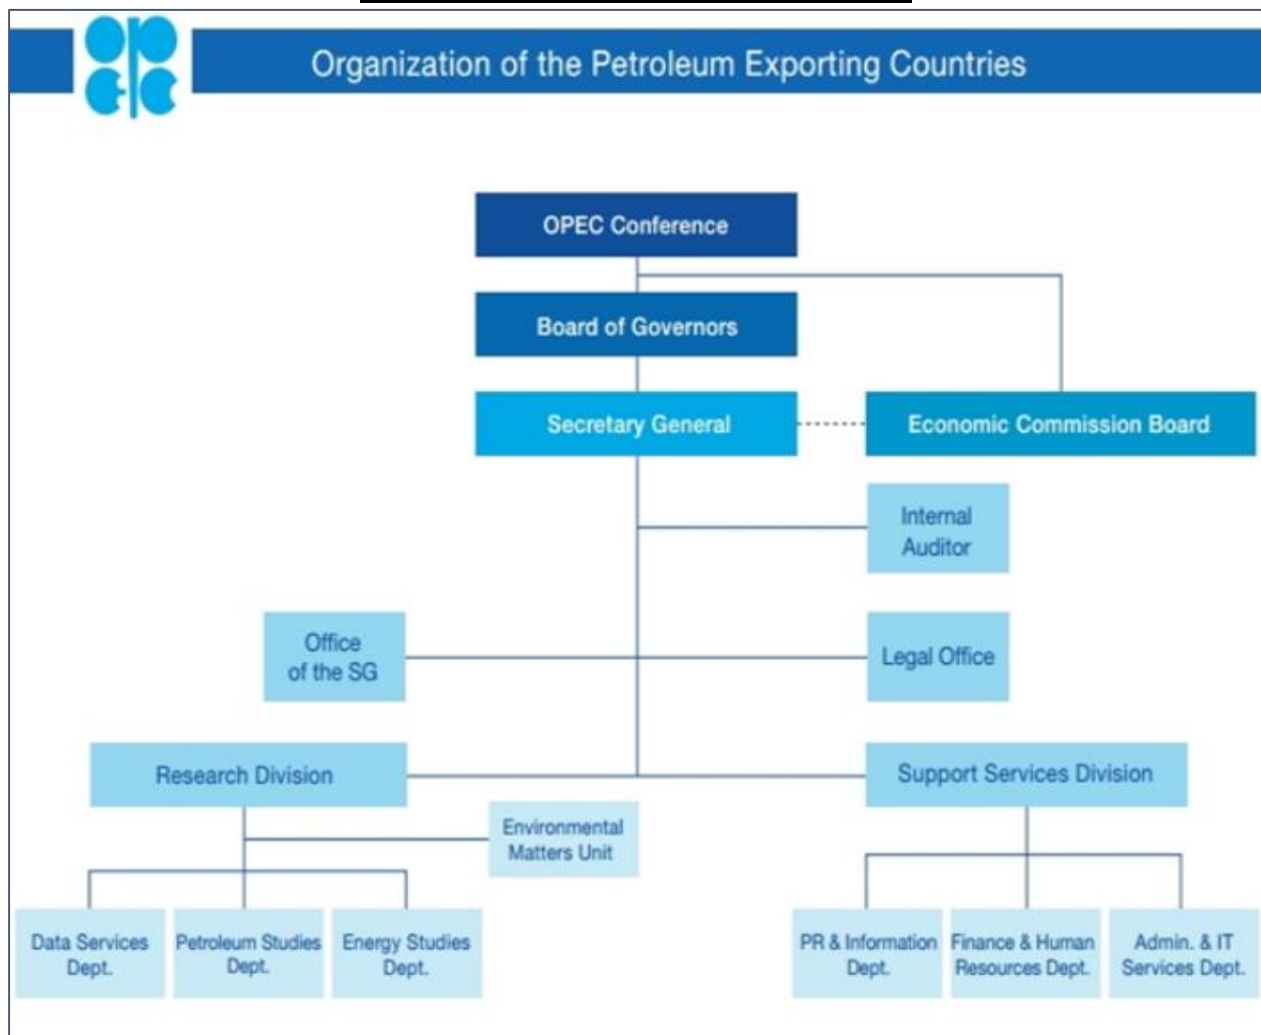 OPEC
Organization of the Petroleum Exporting Countries
OPEC Conference
Board of Governors
Secretary General
Economic Commission Board
Internal
Auditor
Office
of the SG
Legal Office
Research Division
Support Services Division
Environmental
Matters Unit
Data Services
Dept.
Petroleum Studies
Dept.
Energy Studies
Dept.
PR & Information
Dept.
Finance & Human
Resources Dept.
Admin. & IT
Services Dept.